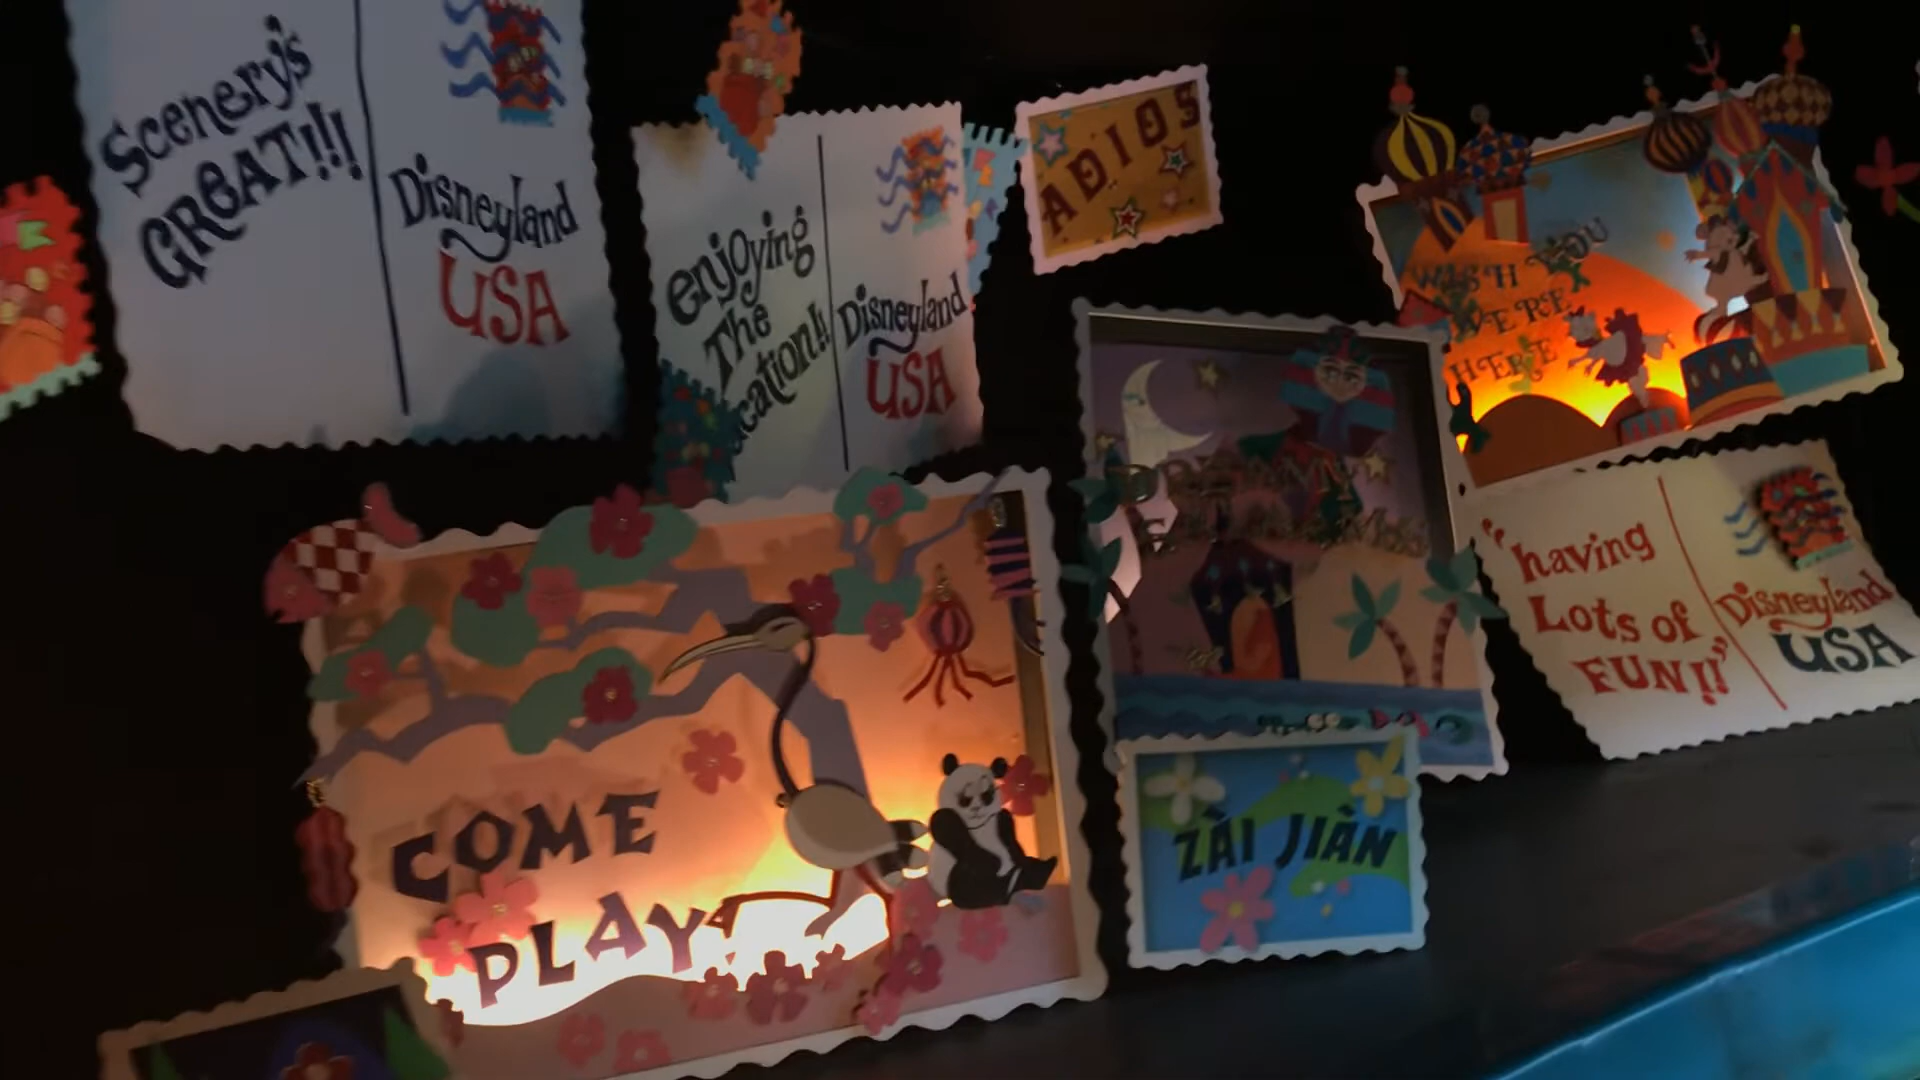 Scenery's
GREAT!!!
Disneyland
USA
enjoying
The
Disneyland
USA
ADIOS
WISH YOU
WERE
HERE
"having
Lots of
FUN!!"
Disneyland
USA
COME
PLAY
ZÀI JIÀN